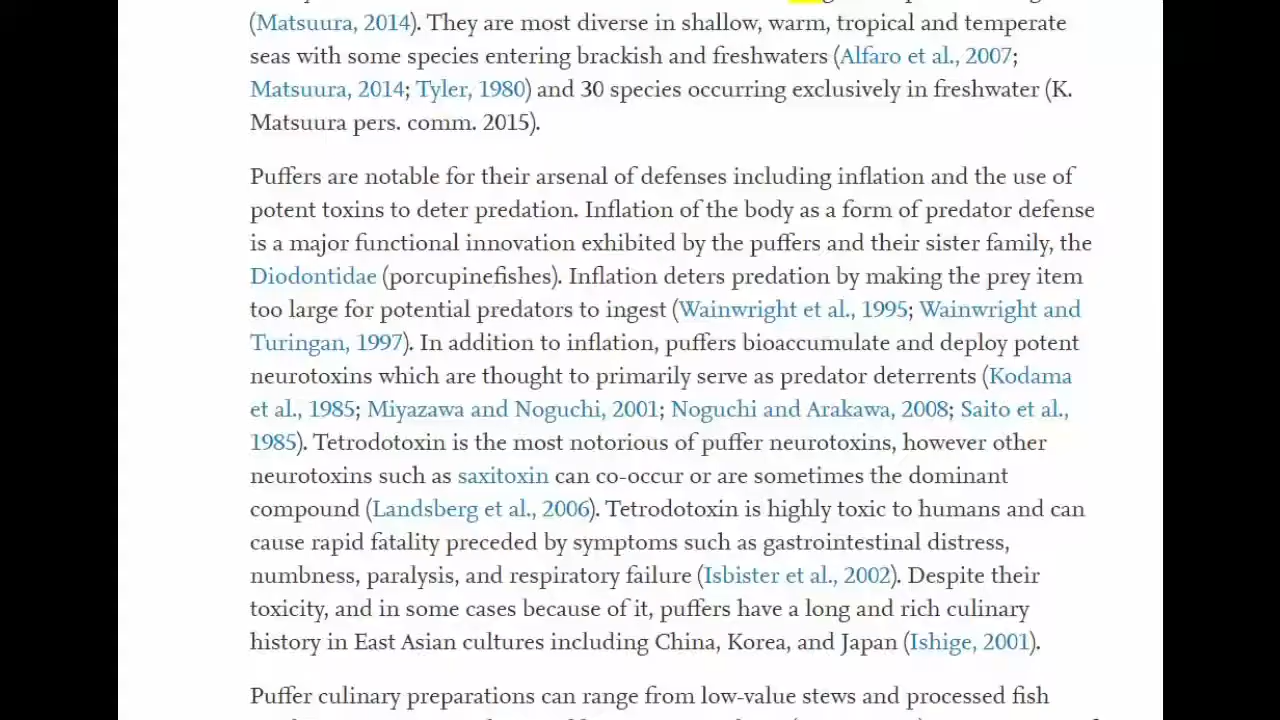 (Matsuura, 2014). They are most diverse in shallow, warm, tropical and temperate
seas with some species entering brackish and freshwaters (Alfaro et al., 2007;
Matsuura, 2014; Tyler, 1980) and 30 species occurring exclusively in freshwater (K.
Matsuura pers. comm. 2015).
Puffers are notable for their arsenal of defenses including inflation and the use of
potent toxins to deter predation. Inflation of the body as a form of predator defense
is a major functional innovation exhibited by the puffers and their sister family, the
Diodontidae (porcupinefishes). Inflation deters predation by making the prey item
too large for potential predators to ingest (Wainwright et al., 1995; Wainwright and
Turingan, 1997). In addition to inflation, puffers bioaccumulate and deploy potent
neurotoxins which are thought to primarily serve as predator deterrents (Kodama
et al., 1985; Miyazawa and Noguchi, 2001; Noguchi and Arakawa, 2008; Saito et al.,
1985). Tetrodotoxin is the most notorious of puffer neurotoxins, however other
neurotoxins such as saxitoxin can co-occur or are sometimes the dominant
compound (Landsberg et al., 2006). Tetrodotoxin is highly toxic to humans and can
cause rapid fatality preceded by symptoms such as gastrointestinal distress,
numbness, paralysis, and respiratory failure (Isbister et al., 2002). Despite their
toxicity, and in some cases because of it, puffers have a long and rich culinary
history in East Asian cultures including China, Korea, and Japan (Ishige, 2001).
Puffer culinary preparations can range from low-value stews and processed fish